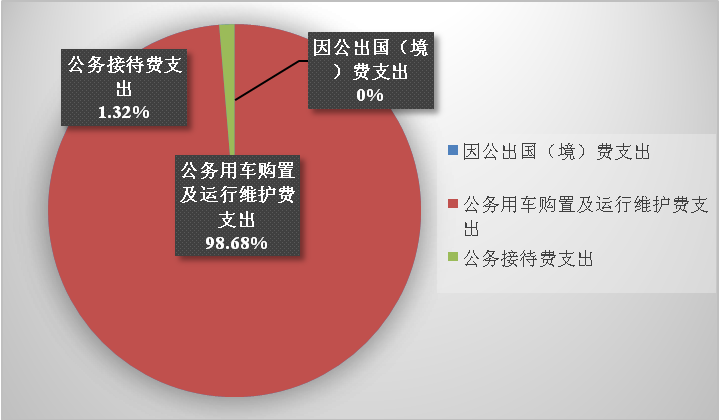 因公出国（境
）费支出
0%
公务接待费支
出
1.32%
公务用车购置
及运行维护费
支出
98.68%
因公出国（境）费支出
公务用车购置及运行维护费支
出
公务接待费支出